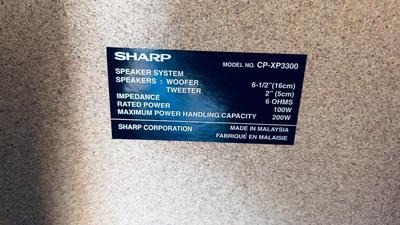 SHARP MODEL NO. CP-XP3300
SPEAKER SYSTEM
SPEAKERS : WOOFER 6-1/2"(16cm)
TWEETER 2" (5cm)
IMPEDANCE 6 OHMS
RATED POWER 100W
MAXIMUM POWER HANDLING CAPACITY 200W
SHARP CORPORATION MADE IN MALAYSIA
FABRIQUÉ EN MALAISIE